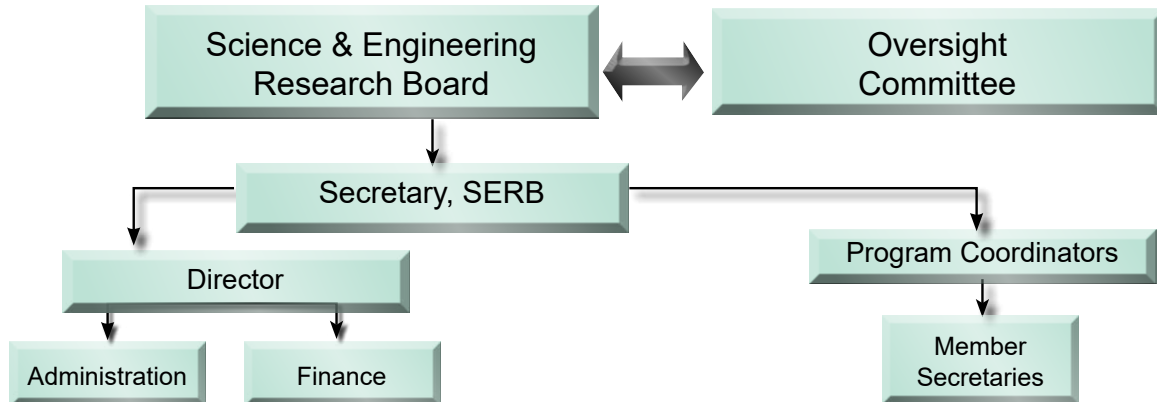 Science & Engineering
Research Board
Oversight
Committee
Secretary, SERB
Program Coordinators
Director
Member
Secretaries
Administration
Finance